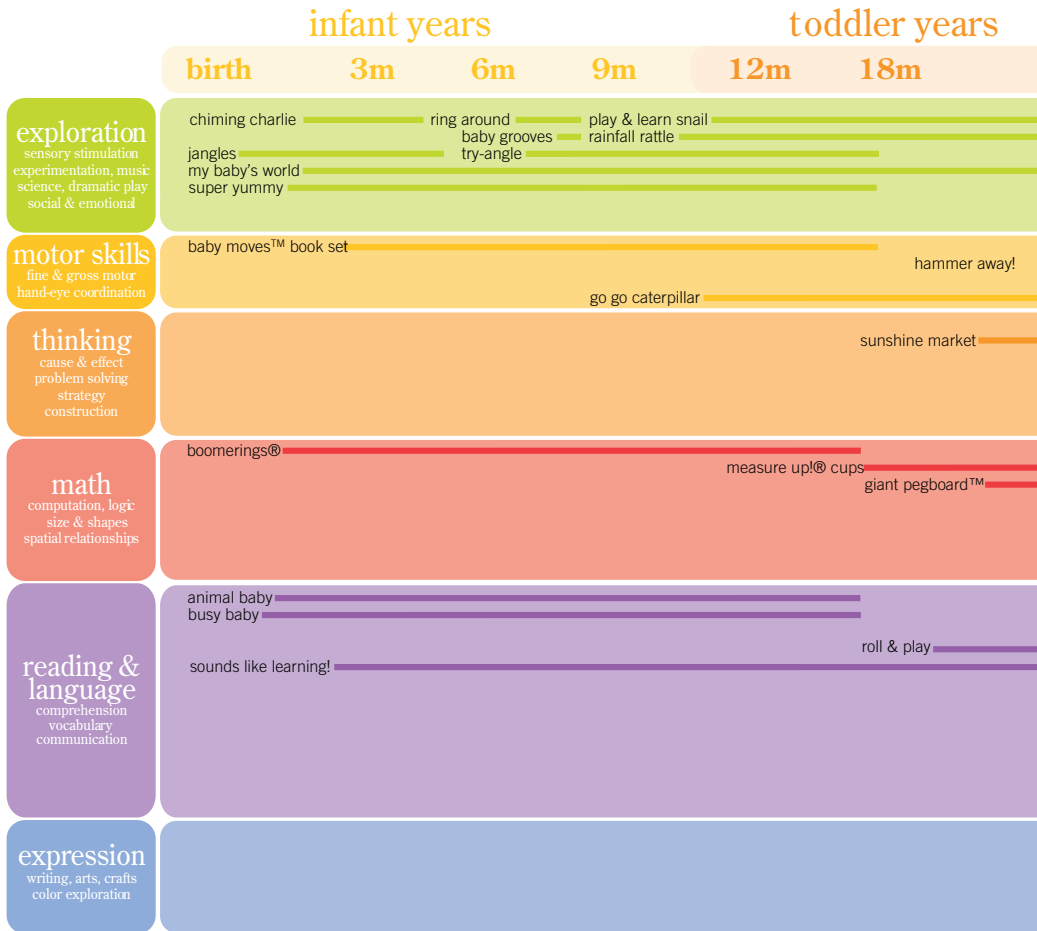 infant years toddler years
birth 3m 6m 9m 12m 18m
exploration
sensory stimulation
experimentation, music
science, dramatic play
social & emotional
chiming charlie ring around play & learn snail
baby grooves rainfall rattle
jangles try-angle
my baby's world
super yummy
motor skills
fine & gross motor
hand-eye coordination
baby moves™ book set
hammer away!
go go caterpillar
thinking
cause & effect
problem solving
strategy
construction
sunshine market
math
computation, logic
size & shapes
spatial relationships
boomerings®
measure up!® cups
giant pegboard™
reading &
language
comprehension
vocabulary
communication
animal baby
busy baby
roll & play
sounds like learning!
expression
writing, arts, crafts
color exploration